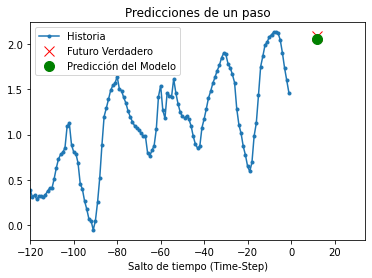 Predicciones de un paso
Historia
Futuro Verdadero
Predicción del Modelo
2.0
1.5
1.0
0.5
0.0
−120 −100 −80 −60 −40 −20 0 20
Salto de tiempo (Time-Step)